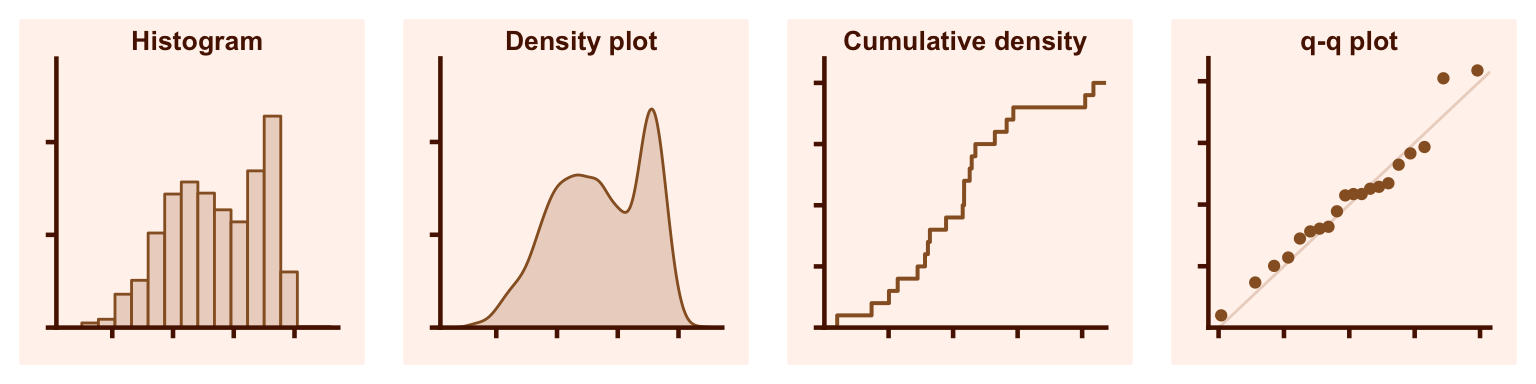 Histogram
Density plot
Cumulative density
q-q plot